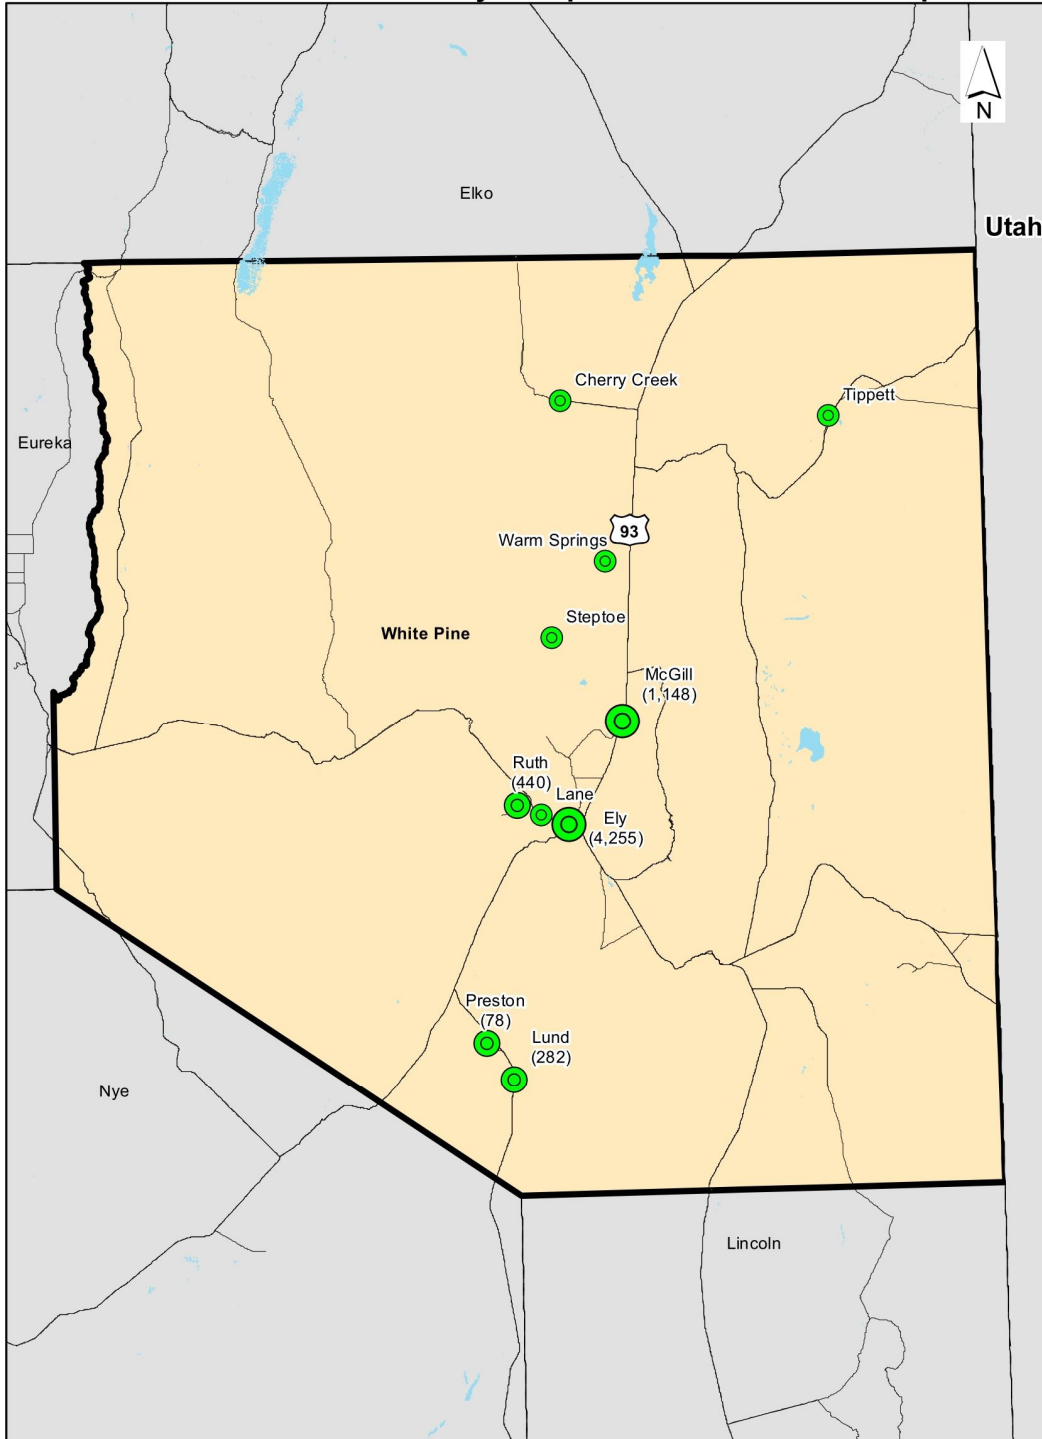 N
Elko
Utah
Cherry Creek
Tippett
Eureka
93
Warm Springs
Steptoe
White Pine
McGill
(1,148)
Ruth
(440)
Lane
Ely
(4,255)
Preston
(78)
Lund
(282)
Nye
Lincoln